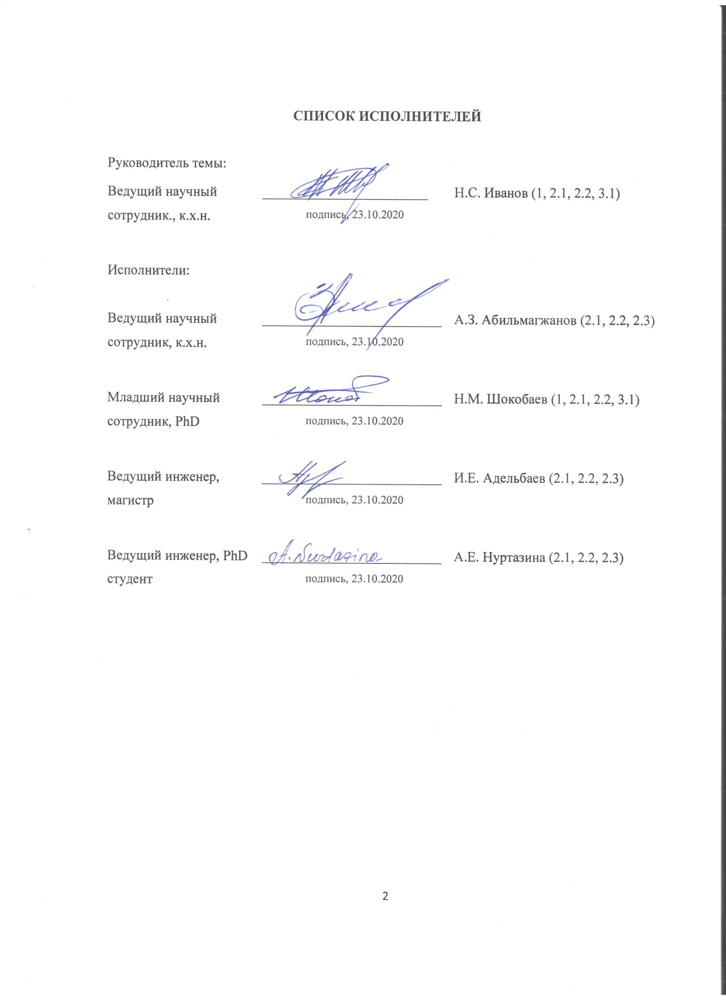 СПИСОК ИСПОЛНИТЕЛЕЙ
Руководитель темы:
Ведущий научный
сотрудник., к.х.н.
подпись, 23.10.2020
Н.С. Иванов (1, 2.1, 2.2, 3.1)
Исполнители:
Ведущий научный
сотрудник, к.х.н.
подпись, 23.10.2020
А.З. Абильмагжанов (2.1, 2.2, 2.3)
Младший научный
сотрудник, PhD
подпись, 23.10.2020
Н.М. Шокобаев (1, 2.1, 2.2, 3.1)
Ведущий инженер,
магистр
подпись, 23.10.2020
И.Е. Адельбаев (2.1, 2.2, 2.3)
Ведущий инженер, PhD
студент
A. Nurtazina
подпись, 23.10.2020
А.Е. Нуртазина (2.1, 2.2, 2.3)
2